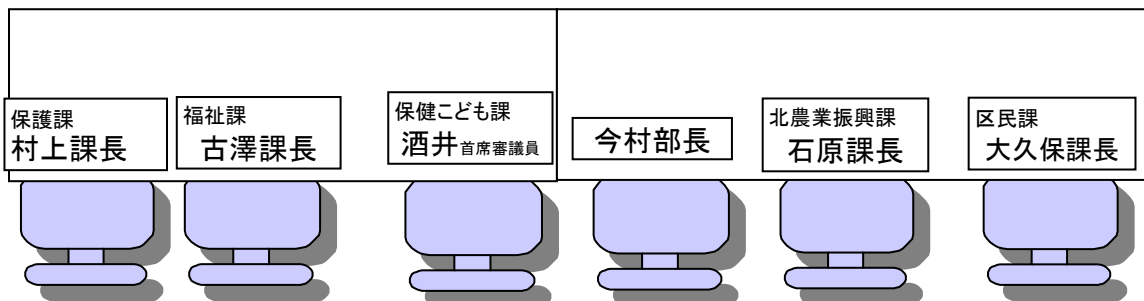 保護課
村上課長
福祉課
古澤課長
保健こども課
酒井首席審議員
今村部長
北農業振興課
石原課長
区民課
大久保課長